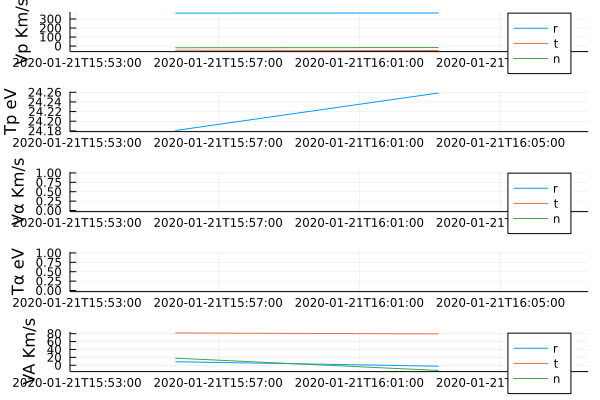 Vp Km/s
300
200
100
0
r
t
n
2020-01-21T15:53:00 2020-01-21T15:57:00 2020-01-21T16:01:00 2020-01-21T
Tp eV
24.26
24.24
24.22
24.20
24.18
2020-01-21T15:53:00 2020-01-21T15:57:00 2020-01-21T16:01:00 2020-01-21T16:05:00
Vα Km/s
1.00
0.75
0.50
0.25
0.00
r
t
n
2020-01-21T15:53:00 2020-01-21T15:57:00 2020-01-21T16:01:00 2020-01-21T
Tα eV
1.00
0.75
0.50
0.25
0.00
2020-01-21T15:53:00 2020-01-21T15:57:00 2020-01-21T16:01:00 2020-01-21T16:05:00
VA Km/s
80
60
40
20
0
r
t
n
2020-01-21T15:53:00 2020-01-21T15:57:00 2020-01-21T16:01:00 2020-01-21T